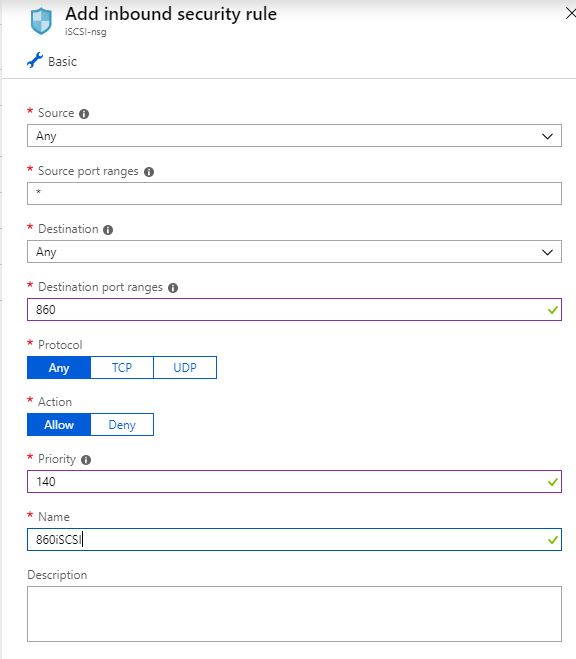 Add inbound security rule
iSCSI-nsg
Basic
* Source
Any
* Source port ranges
*
* Destination
Any
* Destination port ranges
860
* Protocol
Any TCP UDP
* Action
Allow Deny
* Priority
140
* Name
860iSCSI
Description